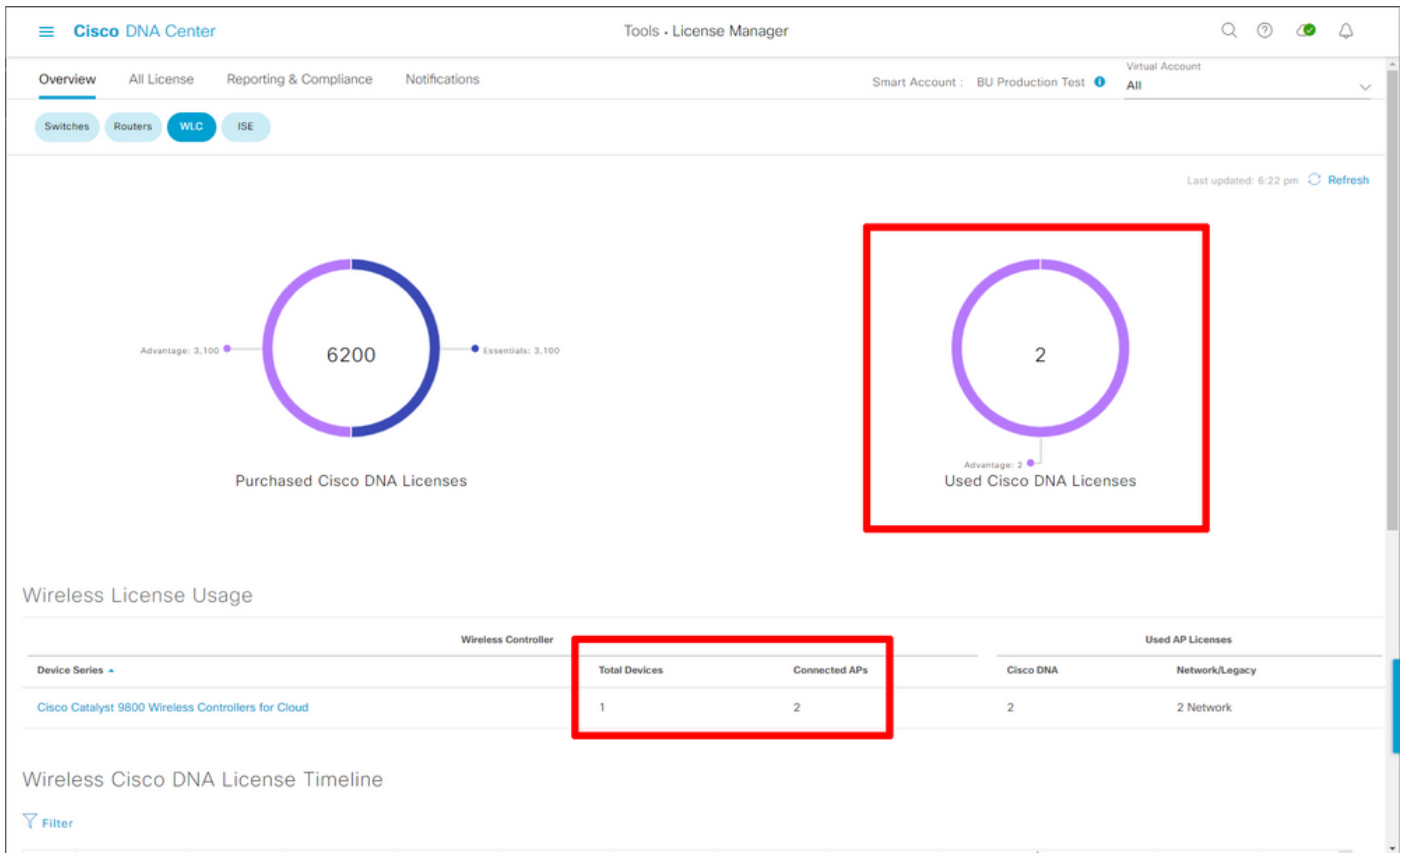 Cisco DNA Center
Tools • License Manager
Overview All License Reporting & Compliance Notifications
Smart Account : BU Production Test
Virtual Account
All
Switches Routers WLC ISE
Last updated: 6:22 pm Refresh
Advantage: 3,100
6200
Essentials: 3,100
Purchased Cisco DNA Licenses
2
Advantage: 2
Used Cisco DNA Licenses
Wireless License Usage
Wireless Controller Used AP Licenses
Device Series Total Devices Connected APs Cisco DNA Network/Legacy
Cisco Catalyst 9800 Wireless Controllers for Cloud 1 2 2 2 Network
Wireless Cisco DNA License Timeline
Filter